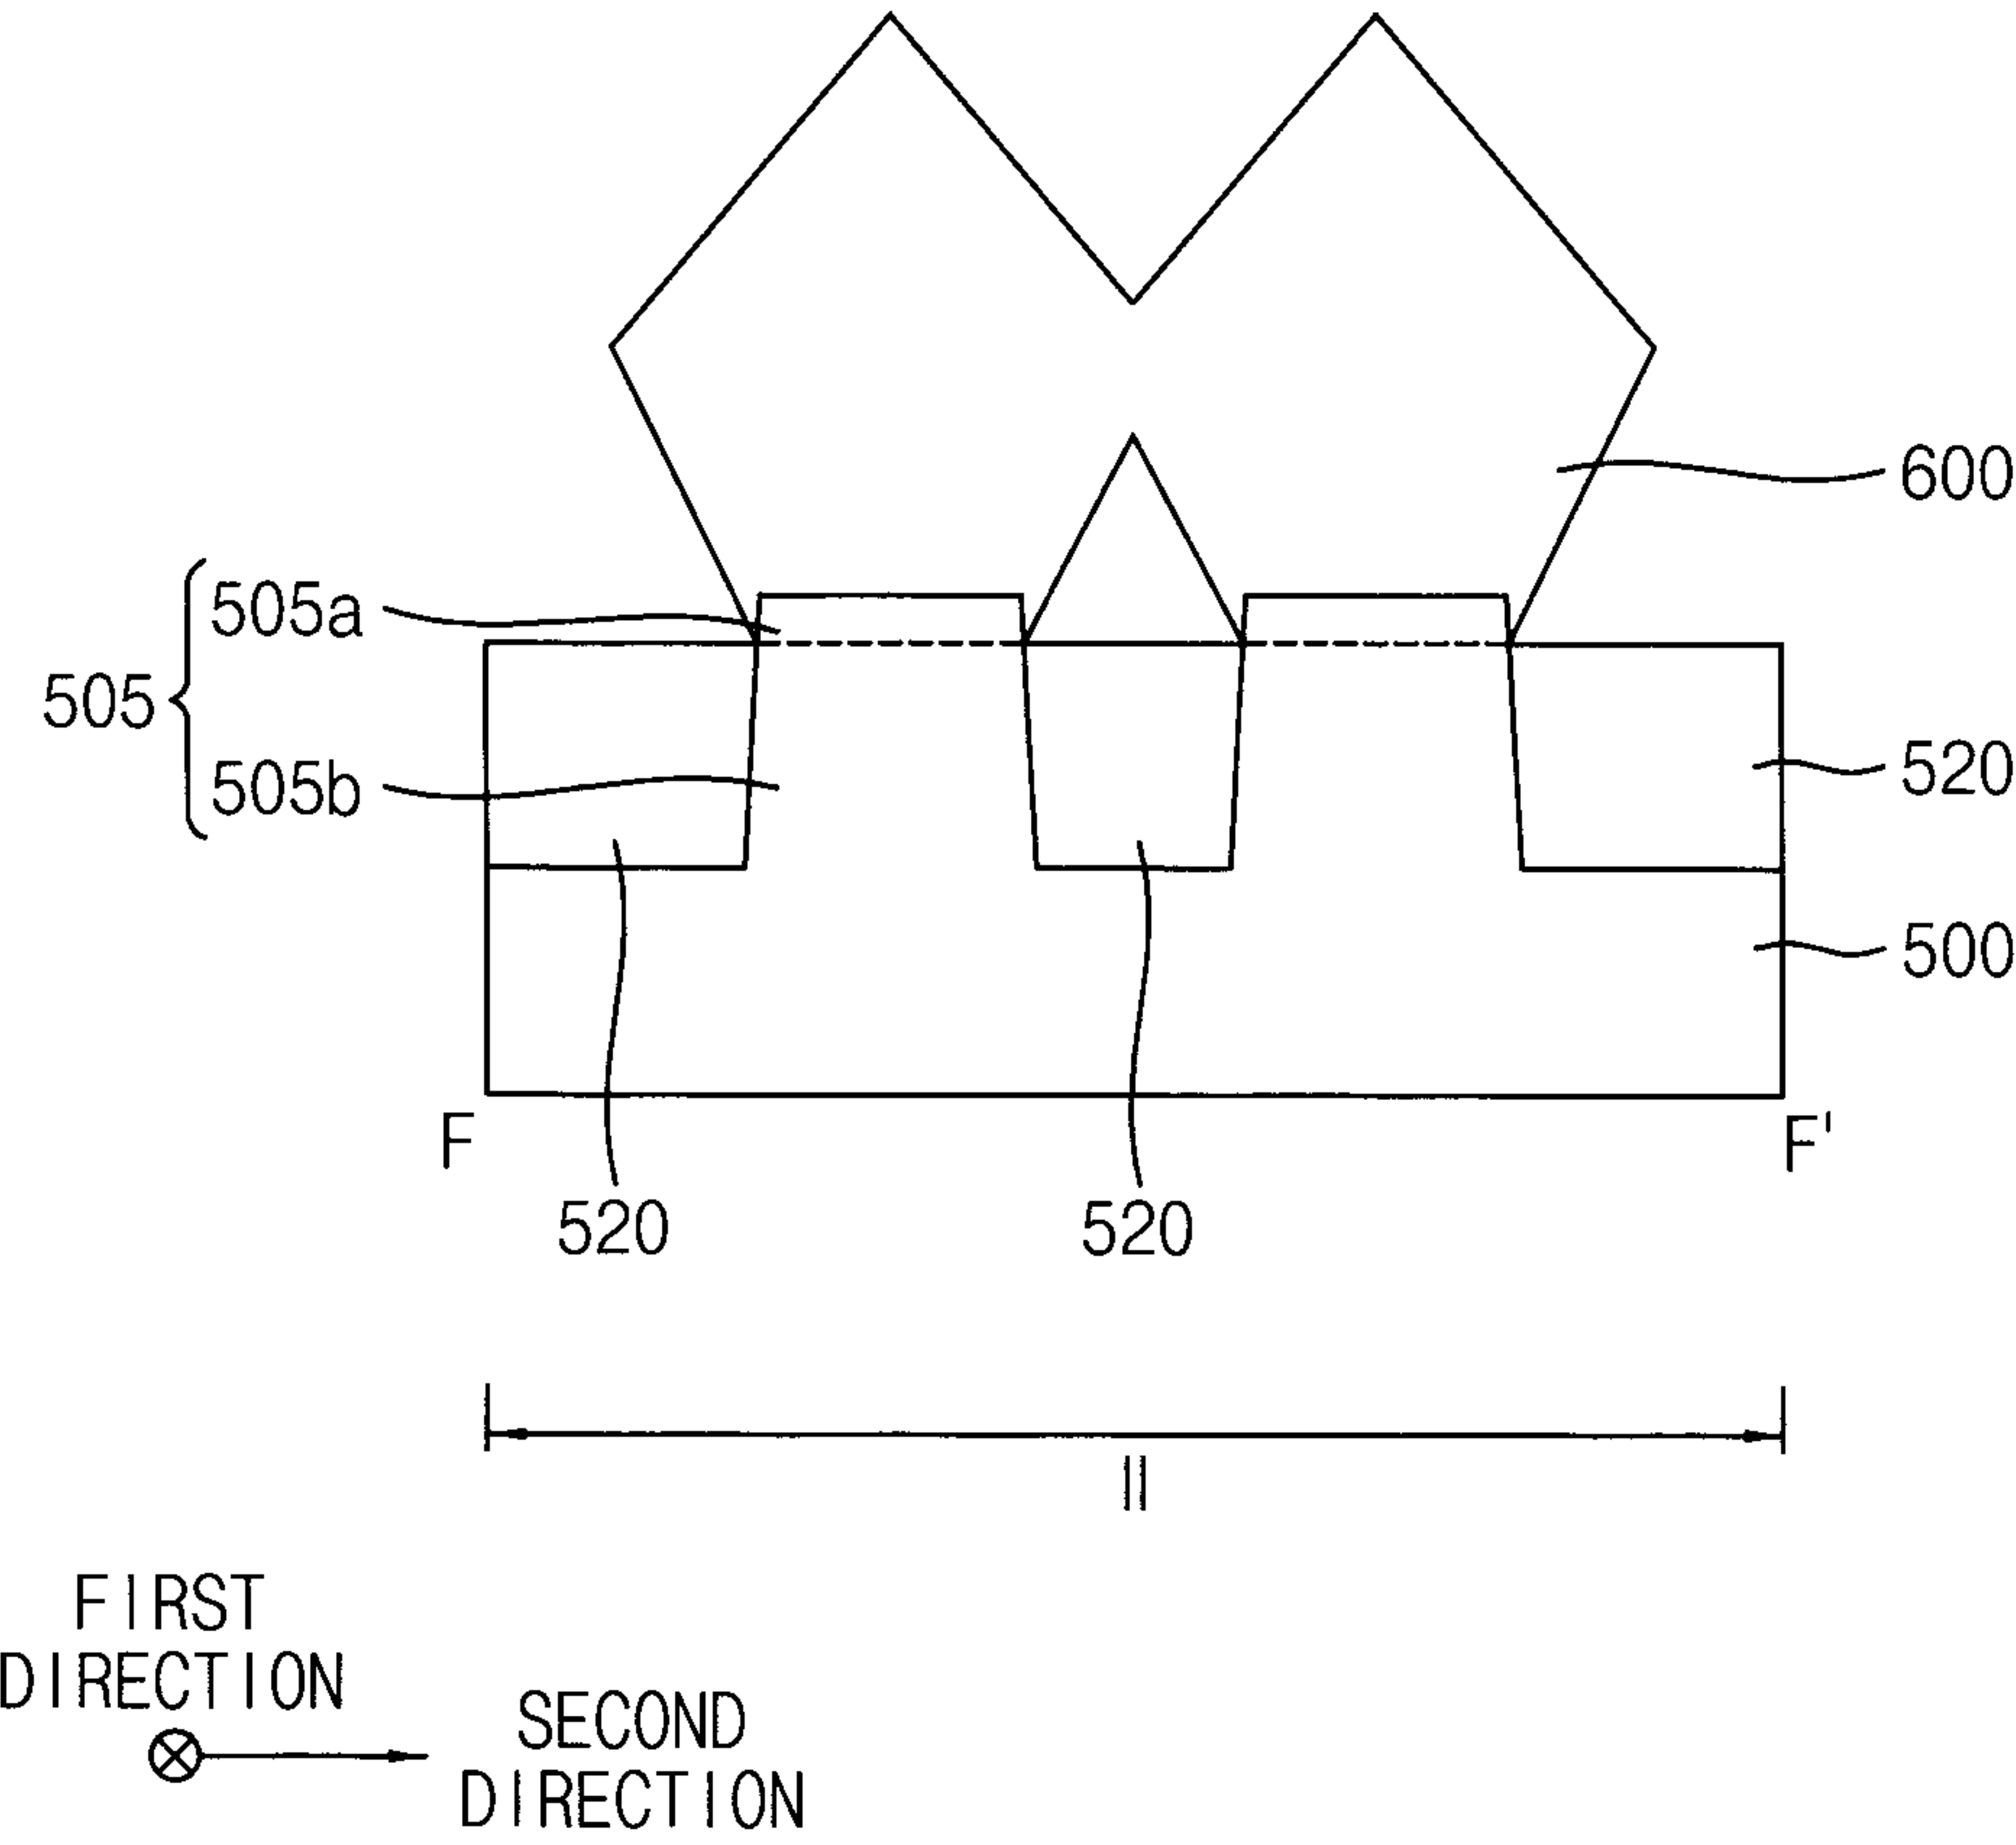 600
505a
505
505b
520
500
F
F'
520
520
II
FIRST
DIRECTION
SECOND
DIRECTION